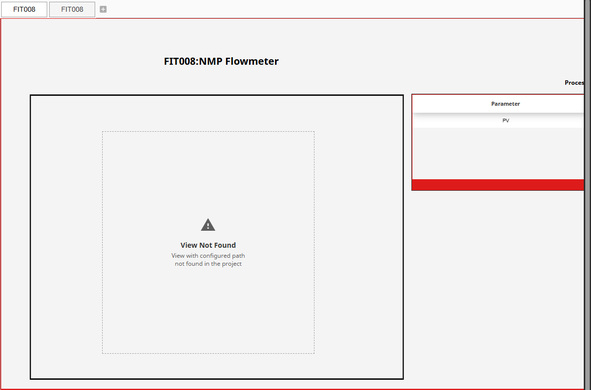 FIT008
FIT008
FIT008:NMP Flowmeter
Parameter
PV
View Not Found
View with configured path
not found in the project